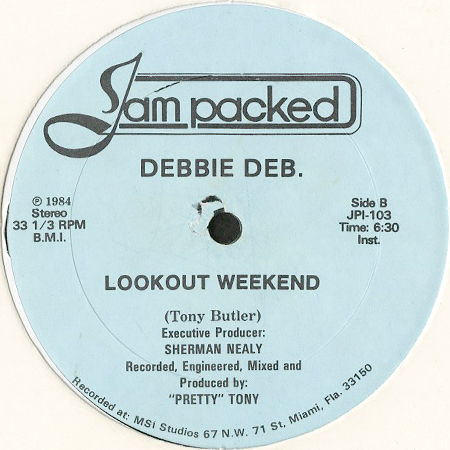 Jam packed
DEBBIE DEB.
℗ 1984
Stereo
33 1/3 RPM
B.M.I.
Side B
JPI-103
Time: 6:30
Inst.
LOOKOUT WEEKEND
(Tony Butler)
Executive Producer:
SHERMAN NEALY
Recorded, Engineered, Mixed and
Produced by:
"PRETTY" TONY
Recorded at: MSI Studios 67 N.W. 71 St, Miami, Fla. 33150